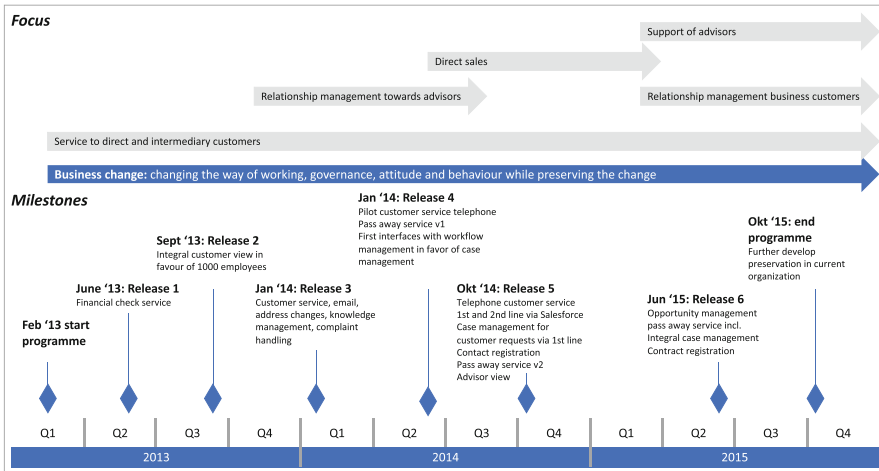 Focus
Support of advisors
Direct sales
Relationship management towards advisors
Relationship management business customers
Service to direct and intermediary customers
Business change: changing the way of working, governance, attitude and behaviour while preserving the change
Milestones
Feb ‘13 start
programme
June ‘13: Release 1
Financial check service
Sept ‘13: Release 2
Integral customer view in
favour of 1000 employees
Jan ‘14: Release 3
Customer service, email,
address changes, knowledge
management, complaint
handling
Jan ‘14: Release 4
Pilot customer service telephone
Pass away service v1
First interfaces with workflow
management in favor of case
management
Okt ‘14: Release 5
Telephone customer service
1st and 2nd line via Salesforce
Case management for
customer requests via 1st line
Contact registration
Pass away service v2
Advisor view
Jun ‘15: Release 6
Opportunity management
pass away service incl.
Integral case management
Contract registration
Okt ‘15: end
programme
Further develop
preservation in current
organization
Q1 Q2 Q3 Q4 Q1 Q2 Q3 Q4 Q1 Q2 Q3 Q4
2013 2014 2015